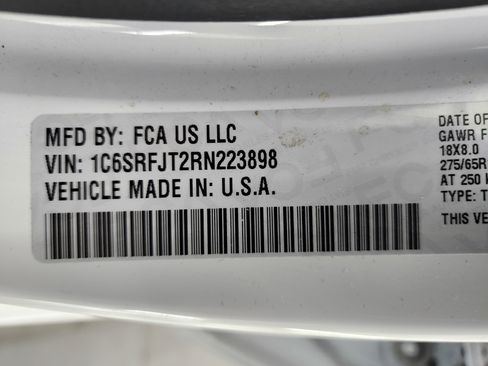 MFD BY: FCA US LLC
VIN: 1C6SRFJT2RN223898
VEHICLE MADE IN: U.S.A.
DATE OF
GAWR F
18X8.0
275/65R
AT 250
TYPE: T
THIS VE